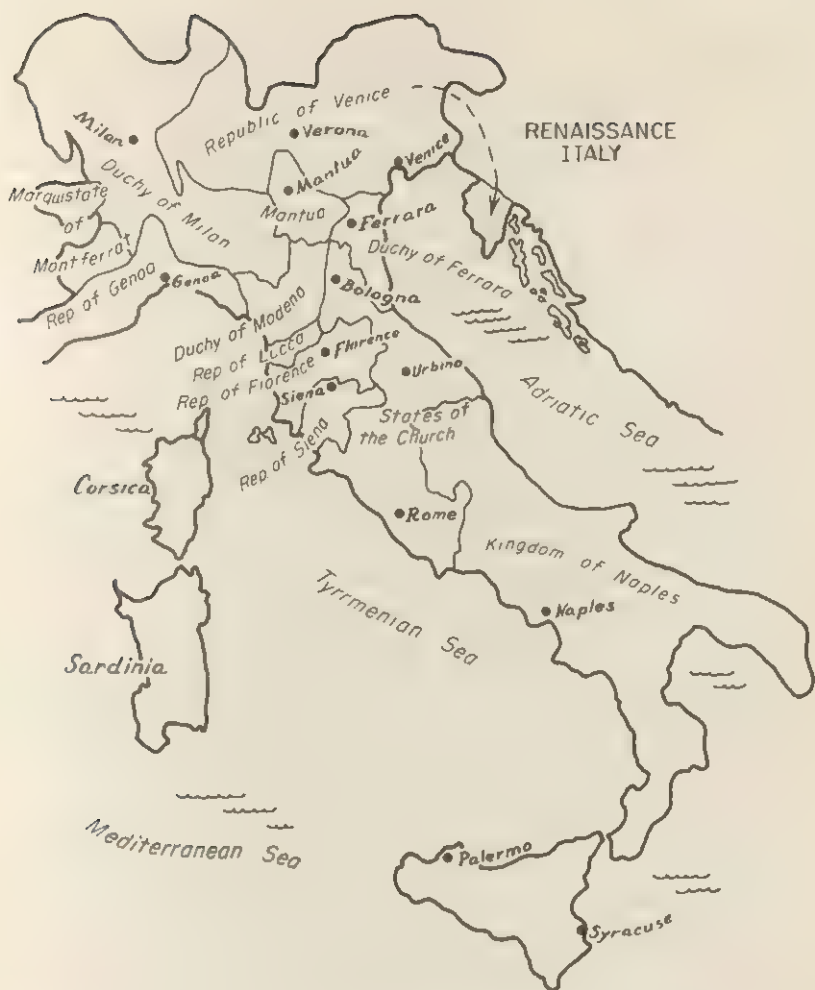 RENAISSANCE
ITALY
Republic of Venice
Milan
Verona
Venice
Mantua
Mantua
Duchy of Milan
Marquistate
of
Montferrat
Ferrara
Duchy of Ferrara
Rep of Genoa
Genoa
Bologna
Duchy of Modeno
Rep of Lucca
Florence
Rep of Florence
Urbino
Siena
States of
the Church
Rep of Siena
Adriatic Sea
Corsica
Rome
Kingdom of Naples
Tyrrmenian Sea
Naples
Sardinia
Mediterranean Sea
Palermo
Syracuse